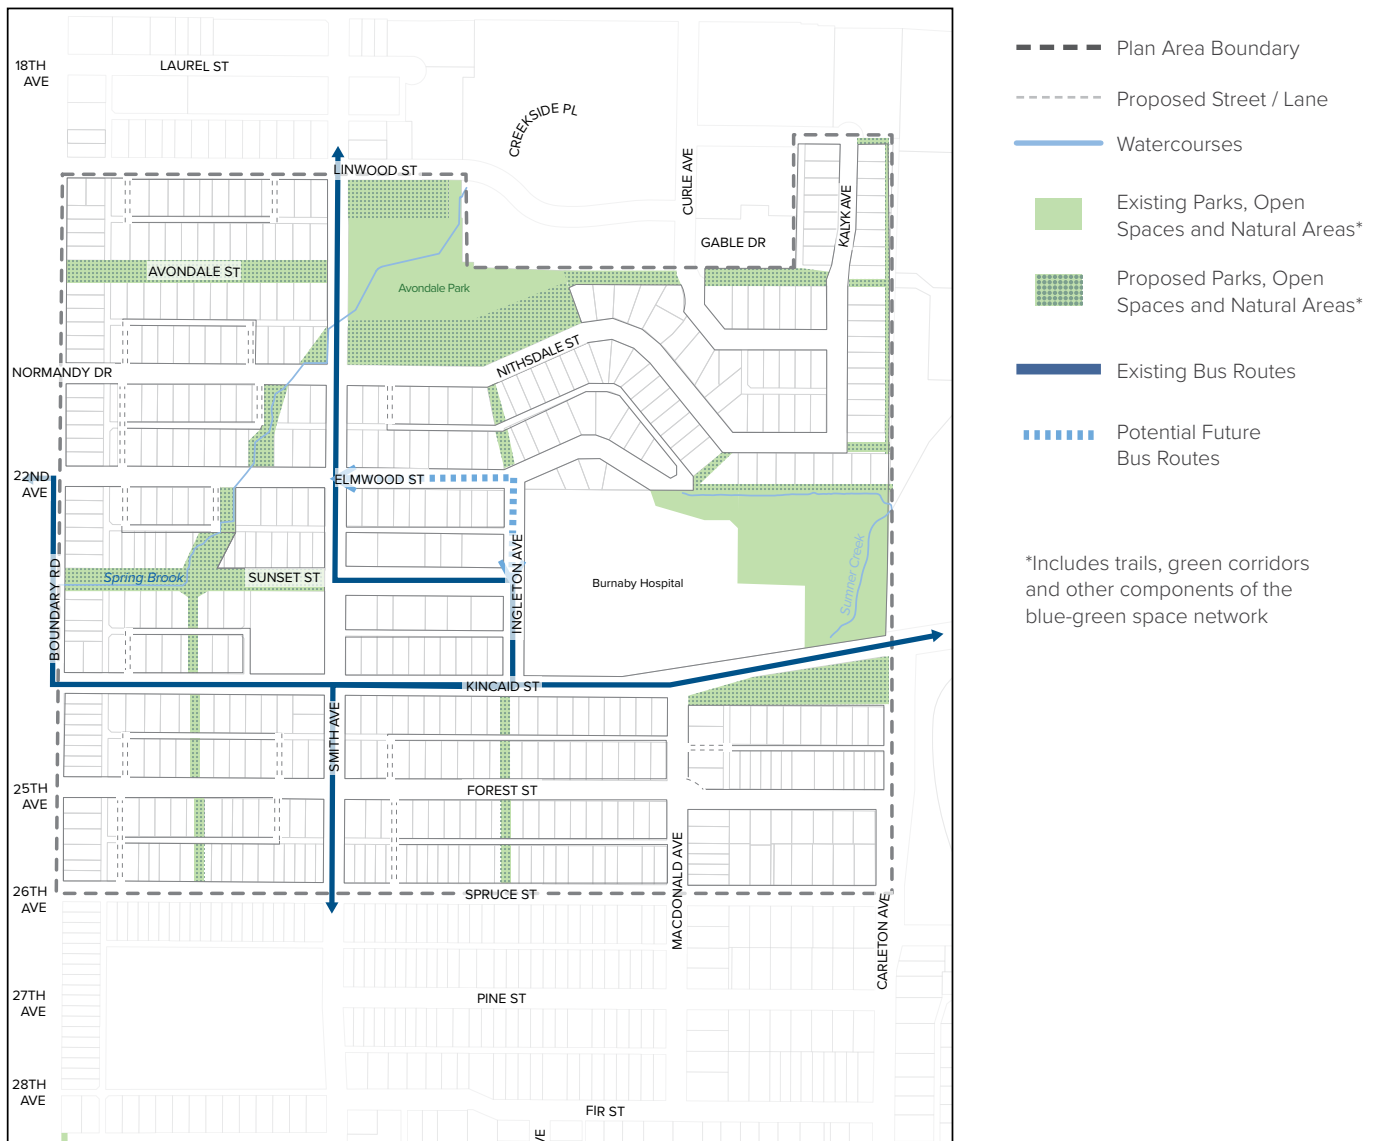 18TH
AVE
LAUREL ST
CREEKSIDE PL
CURLE AVE
LINWOOD ST
KALYK AVE
GABLE DR
AVONDALE ST
Avondale Park
NITHSDALE ST
NORMANDY DR
22ND
AVE
ELMWOOD ST
BOUNDARY RD
Spring Brook
SUNSET ST
INGLETON AVE
Burnaby Hospital
Sumner Creek
KINCAID ST
SMITH AVE
25TH
AVE
FOREST ST
MACDONALD AVE
26TH
AVE
SPRUCE ST
CARLETON AVE
27TH
AVE
PINE ST
28TH
AVE
FIR ST
VE
Plan Area Boundary
Proposed Street / Lane
Watercourses
Existing Parks, Open
Spaces and Natural Areas*
Proposed Parks, Open
Spaces and Natural Areas*
Existing Bus Routes
Potential Future
Bus Routes
*Includes trails, green corridors
and other components of the
blue-green space network